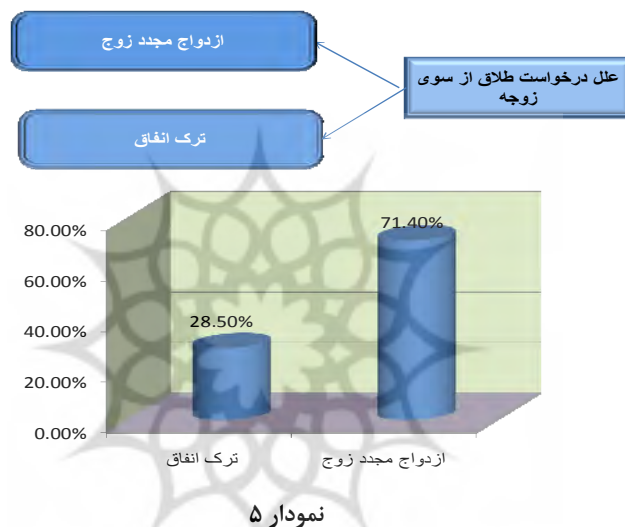 ازدواج مجدد زوج
علل درخواست طلاق از سوی
زوجه
ترک انفاق
80.00%
60.00%
40.00%
20.00%
0.00%
71.40%
28.50%
ترک انفاق
ازدواج مجدد زوج
نمودار ۵